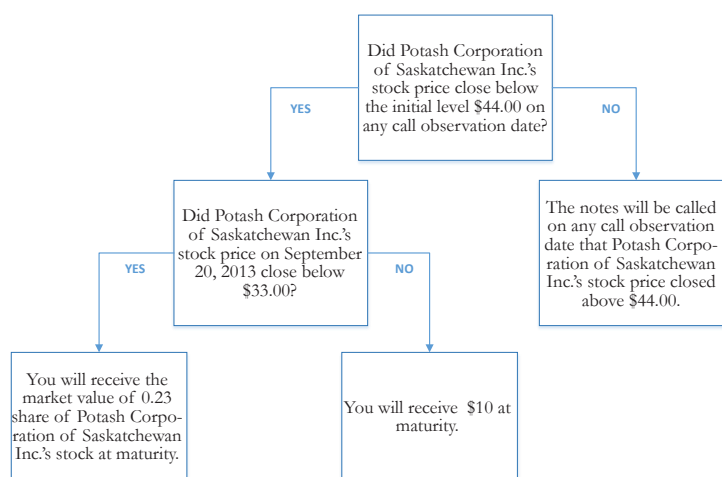 Did Potash Corporation
of Saskatchewan Inc.'s
stock price close below
the initial level $44.00 on
any call observation date?
YES
NO
Did Potash Corporation
of Saskatchewan Inc.'s
stock price on September
20, 2013 close below
$33.00?
The notes will be called
on any call observation
date that Potash Corpo-
ration of Saskatchewan
Inc.'s stock price closed
above $44.00.
YES
NO
You will receive the
market value of 0.23
share of Potash Corpo-
ration of Saskatchewan
Inc.'s stock at maturity.
You will receive $10 at
maturity.